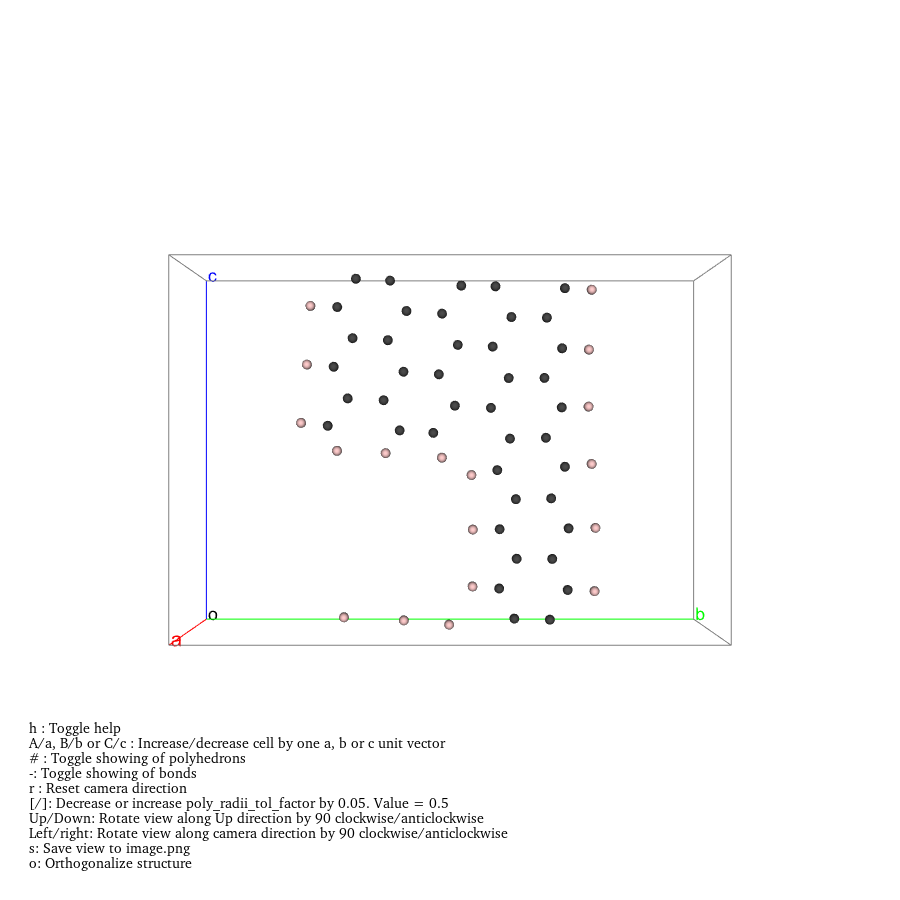 c
o
b
a
h : Toggle help
A/a, B/b or C/c : Increase/decrease cell by one a, b or c unit vector
# : Toggle showing of polyhedrons
-: Toggle showing of bonds
r : Reset camera direction
[/]: Decrease or increase poly_radii_tol_factor by 0.05. Value = 0.5
Up/Down: Rotate view along Up direction by 90 clockwise/anticlockwise
Left/right: Rotate view along camera direction by 90 clockwise/anticlockwise
s: Save view to image.png
o: Orthogonalize structure